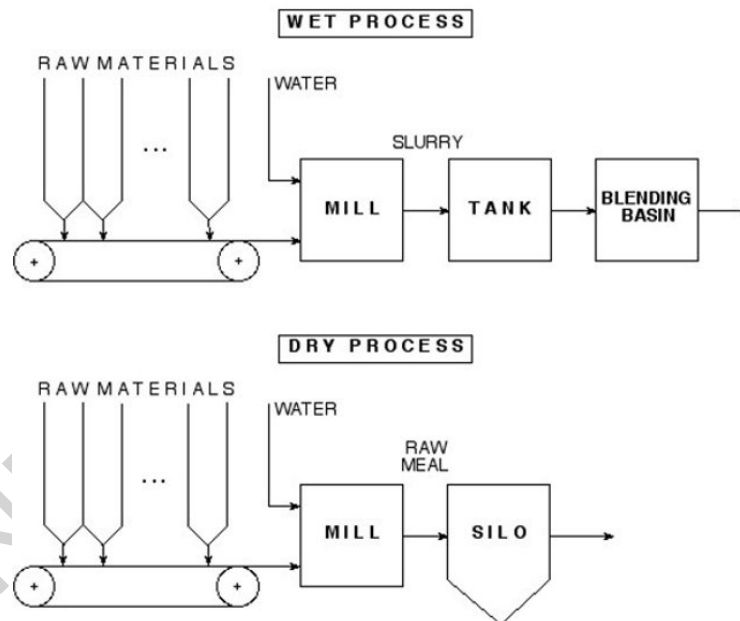 WET PROCESS
RAW MATERIALS
WATER
...
SLURRY
MILL
TANK
BLENDING
BASIN
+
+
DRY PROCESS
RAW MATERIALS
WATER
...
RAW
MEAL
MILL
SILO
+
+